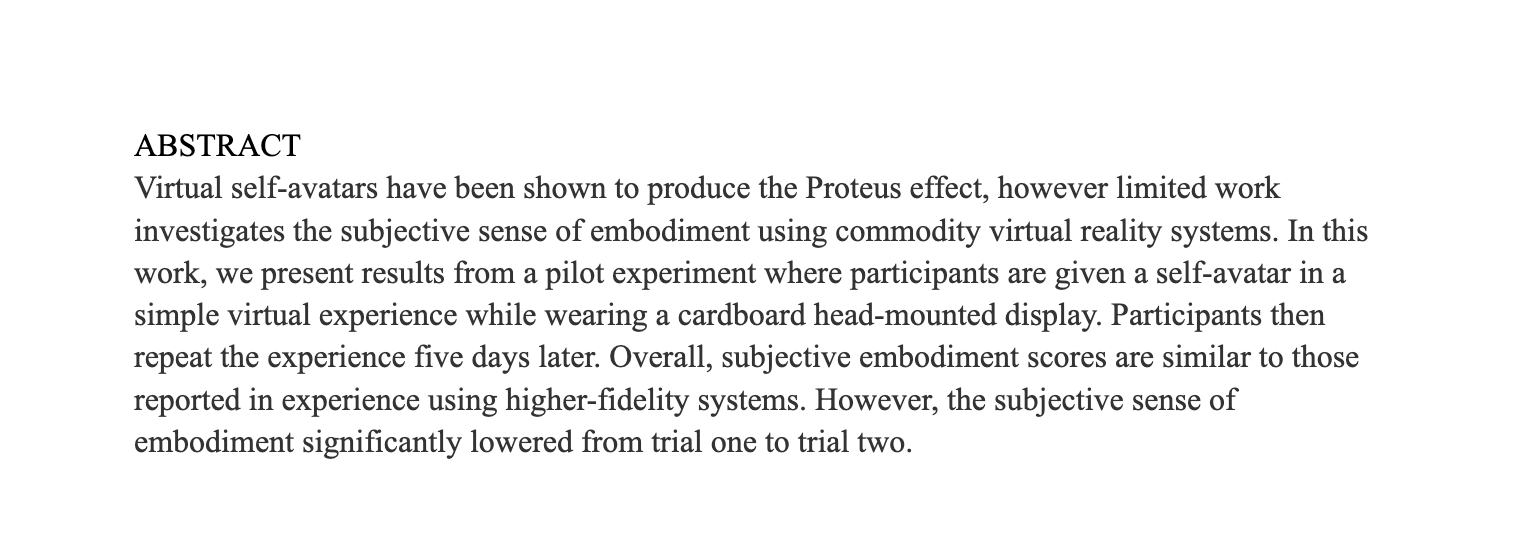 ABSTRACT
Virtual self-avatars have been shown to produce the Proteus effect, however limited work
investigates the subjective sense of embodiment using commodity virtual reality systems. In this
work, we present results from a pilot experiment where participants are given a self-avatar in a
simple virtual experience while wearing a cardboard head-mounted display. Participants then
repeat the experience five days later. Overall, subjective embodiment scores are similar to those
reported in experience using higher-fidelity systems. However, the subjective sense of
embodiment significantly lowered from trial one to trial two.